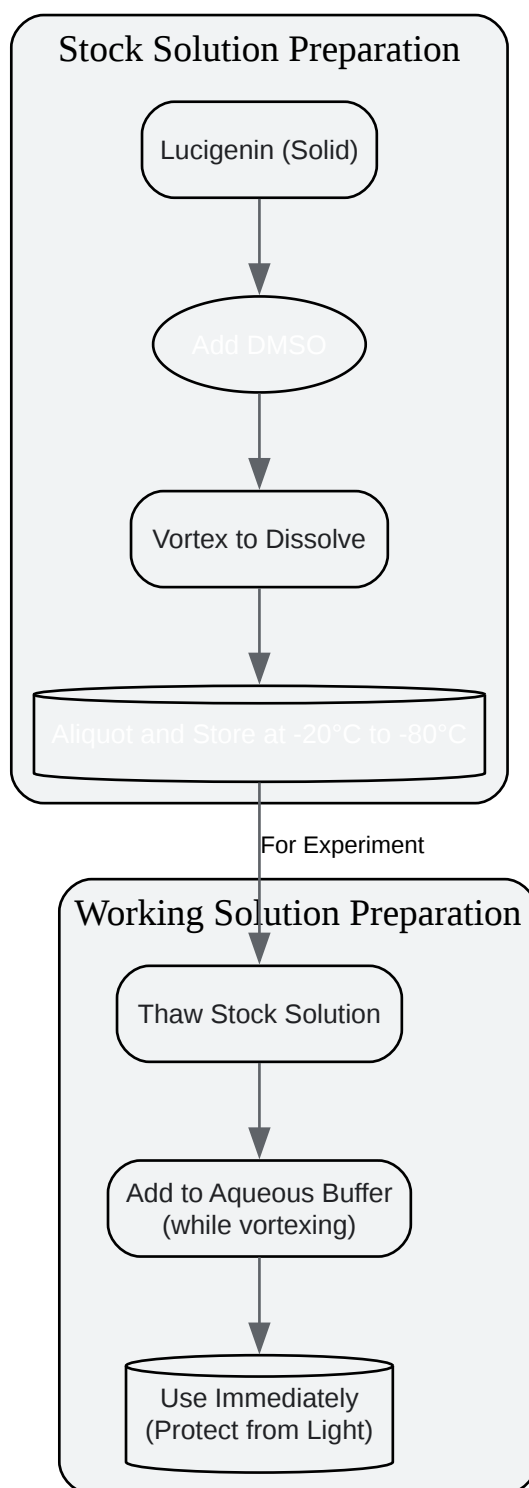 Stock Solution Preparation
Lucigenin (Solid)
Add DMSO
Vortex to Dissolve
Aliquot and Store at -20°C to -80°C
For Experiment
Working Solution Preparation
Thaw Stock Solution
Add to Aqueous Buffer
(while vortexing)
Use Immediately
(Protect from Light)